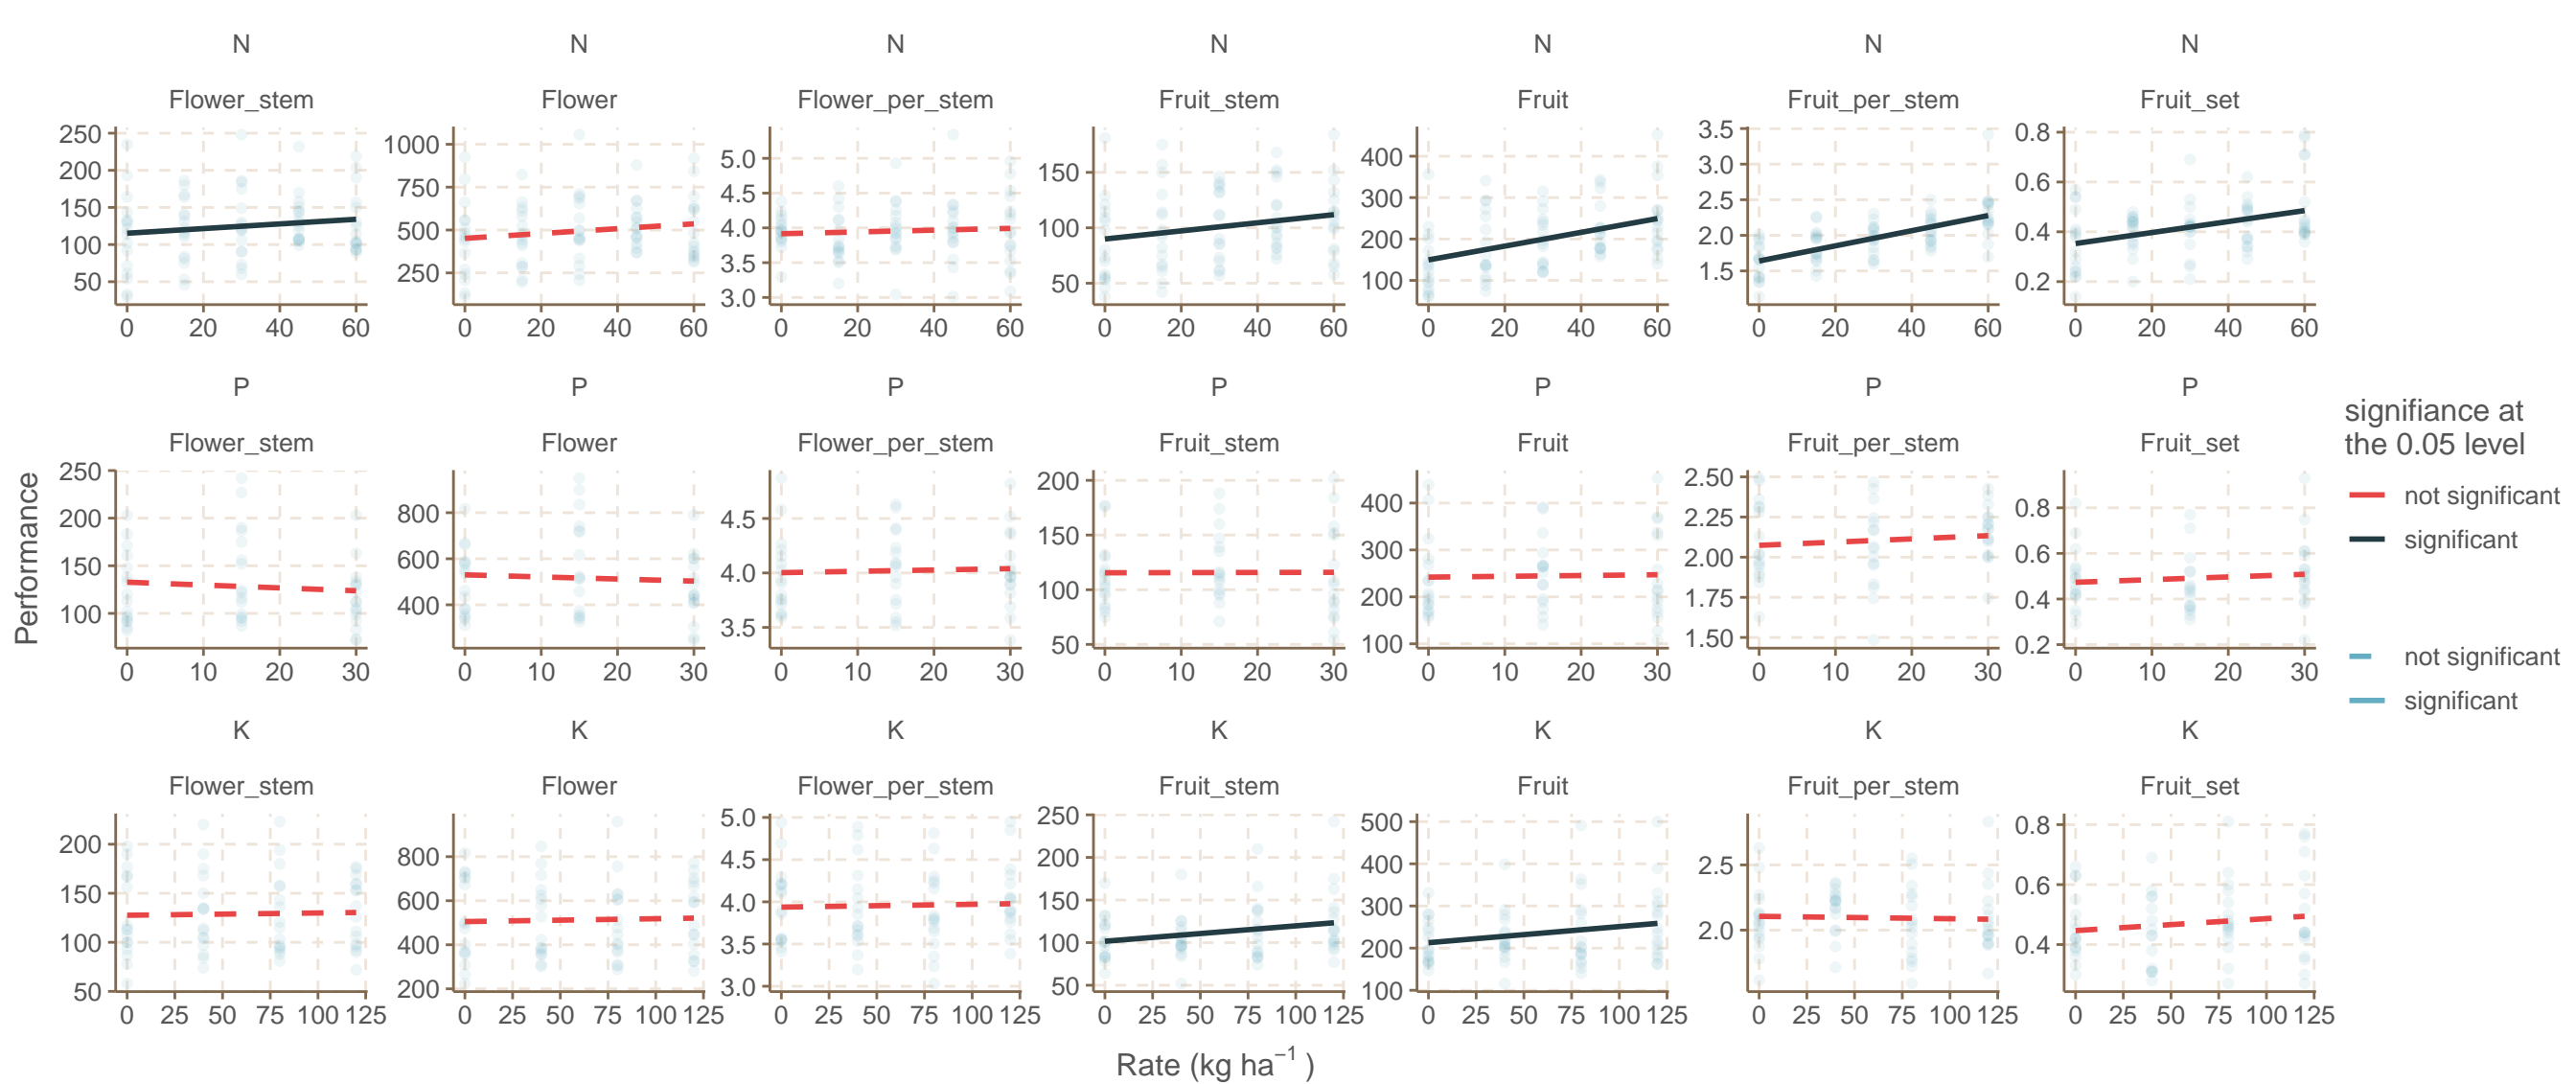 N N N N N N N
Flower_stem Flower Flower_per_stem Fruit_stem Fruit Fruit_per_stem Fruit_set
250 200 150 100 50
1000 750 500 250
5.0 4.5 4.0 3.5 3.0
150 100 50
400 300 200 100
3.5 3.0 2.5 2.0 1.5
0.8 0.6 0.4 0.2
0 20 40 60 0 20 40 60 0 20 40 60 0 20 40 60 0 20 40 60 0 20 40 60 0 20 40 60
P P P P P P P
Flower_stem Flower Flower_per_stem Fruit_stem Fruit Fruit_per_stem Fruit_set
250 200 150 100
800 600 400
4.5 4.0 3.5
200 150 100 50
400 300 200 100
2.50 2.25 2.00 1.75 1.50
0.8 0.6 0.4 0.2
0 10 20 30 0 10 20 30 0 10 20 30 0 10 20 30 0 10 20 30 0 10 20 30 0 10 20 30
K K K K K K K
Flower_stem Flower Flower_per_stem Fruit_stem Fruit Fruit_per_stem Fruit_set
200 150 100 50
800 600 400 200
5.0 4.5 4.0 3.5 3.0
250 200 150 100 50
500 400 300 200 100
2.5 2.0
0.8 0.6 0.4
0 25 50 75 100 125 0 25 50 75 100 125 0 25 50 75 100 125 0 25 50 75 100 125 0 25 50 75 100 125 0 25 50 75 100 125 0 25 50 75 100 125
Performance
Rate (kg ha⁻¹ )
signifiance at
the 0.05 level
not significant
significant
not significant
significant